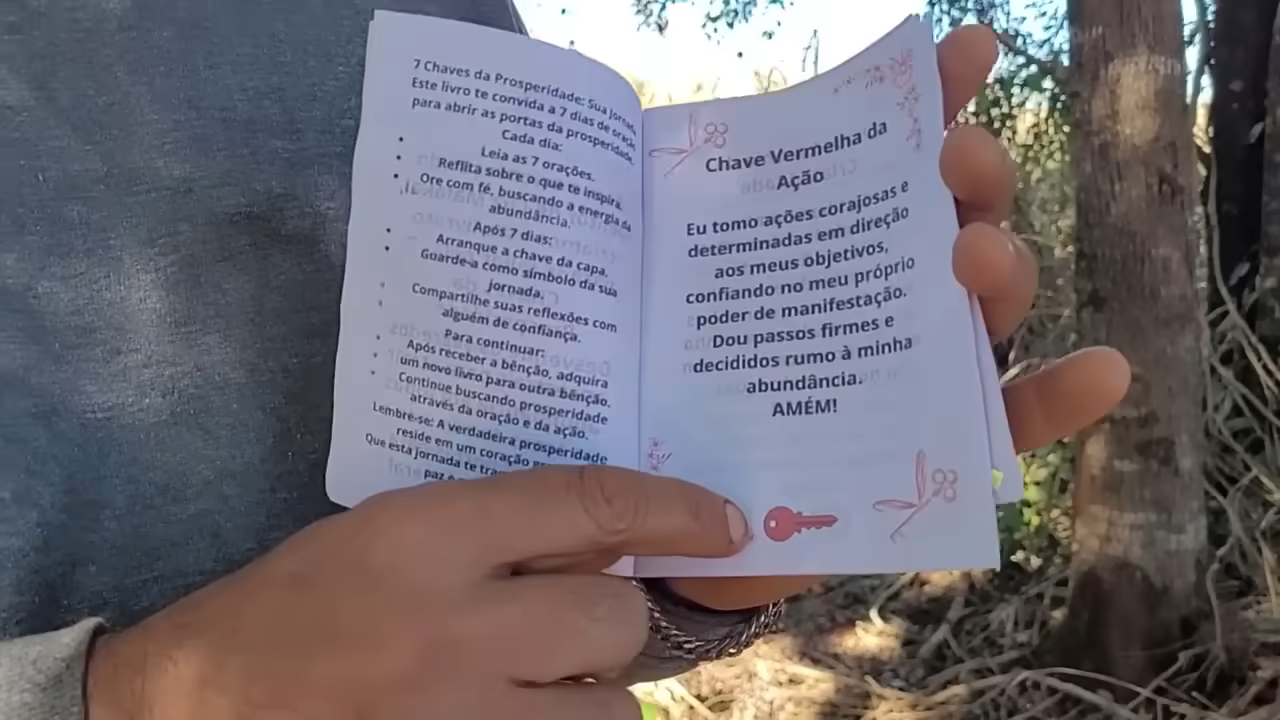 7 Chaves da Prosperidade: Sua Jornada
Este livro te convida a 7 dias de oração
para abrir as portas da prosperidade.
Cada dia:
• Leia as 7 orações.
• Reflita sobre o que te inspira.
• Ore com fé, buscando a energia da
abundância.
Após 7 dias:
• Arranque a chave da capa.
• Guarde-a como símbolo da sua
jornada.
• Compartilhe suas reflexões com
alguém de confiança.
Para continuar:
• Após receber a bênção, adquira
um novo livro para outra bênção.
• Continue buscando prosperidade
através da oração e da ação.
Lembre-se: A verdadeira prosperidade
reside em um coração
Que esta jornada te
paz e
Chave Vermelha da
Ação
Eu tomo ações corajosas e
determinadas em direção
aos meus objetivos,
confiando no meu próprio
poder de manifestação.
Dou passos firmes e
decididos rumo à minha
abundância.
AMÉM!